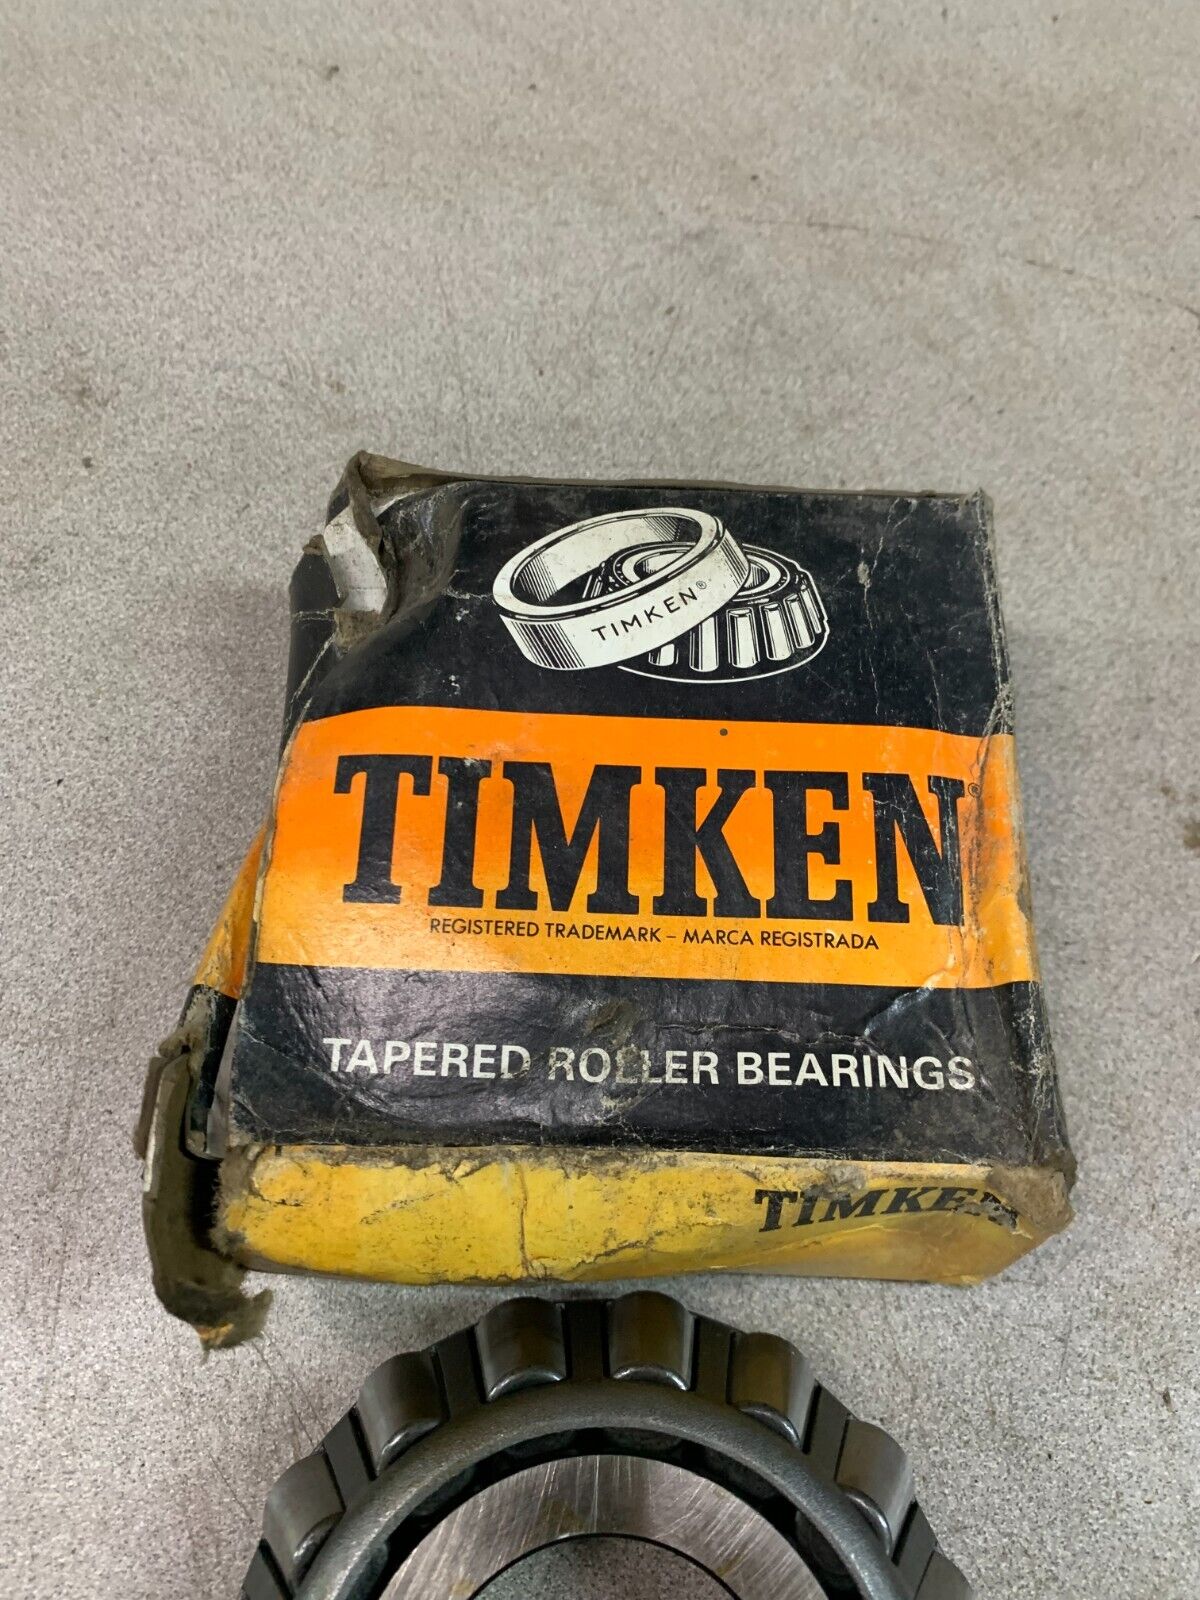 TIMKEN®
TIMKEN®
REGISTERED TRADEMARK – MARCA REGISTRADA
TAPERED ROLLER BEARINGS
TIMKEN